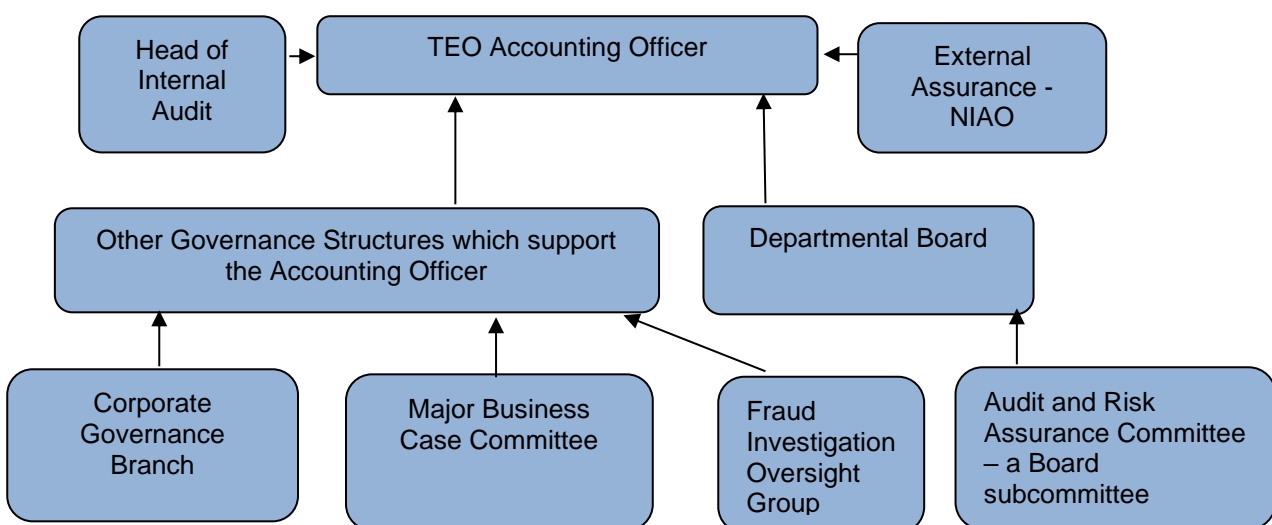 Head of
Internal
Audit
TEO Accounting Officer
External
Assurance -
NIAO
Other Governance Structures which support
the Accounting Officer
Departmental Board
Corporate
Governance
Branch
Major Business
Case Committee
Fraud
Investigation
Oversight
Group
Audit and Risk
Assurance Committee
– a Board
subcommittee